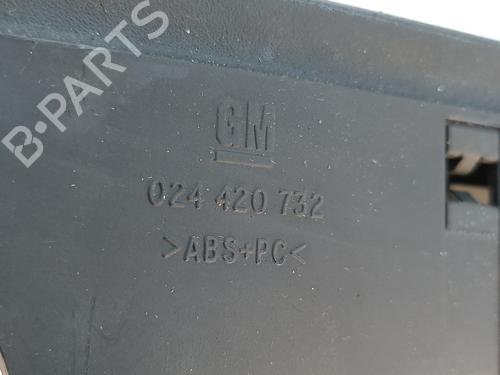 B-PARTS
GM
024 420 732
>ABS+PC<